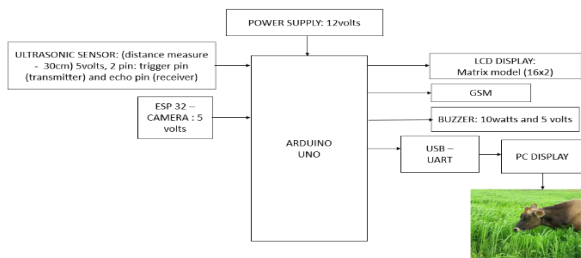 POWER SUPPLY: 12volts
ULTRASONIC SENSOR: (distance measure
- 30cm) 5volts, 2 pin: trigger pin
(transmitter) and echo pin (receiver)
LCD DISPLAY:
Matrix model (16x2)
GSM
ESP 32 –
CAMERA : 5
volts
BUZZER: 10watts and 5 volts
ARDUINO
UNO
USB –
UART
PC DISPLAY